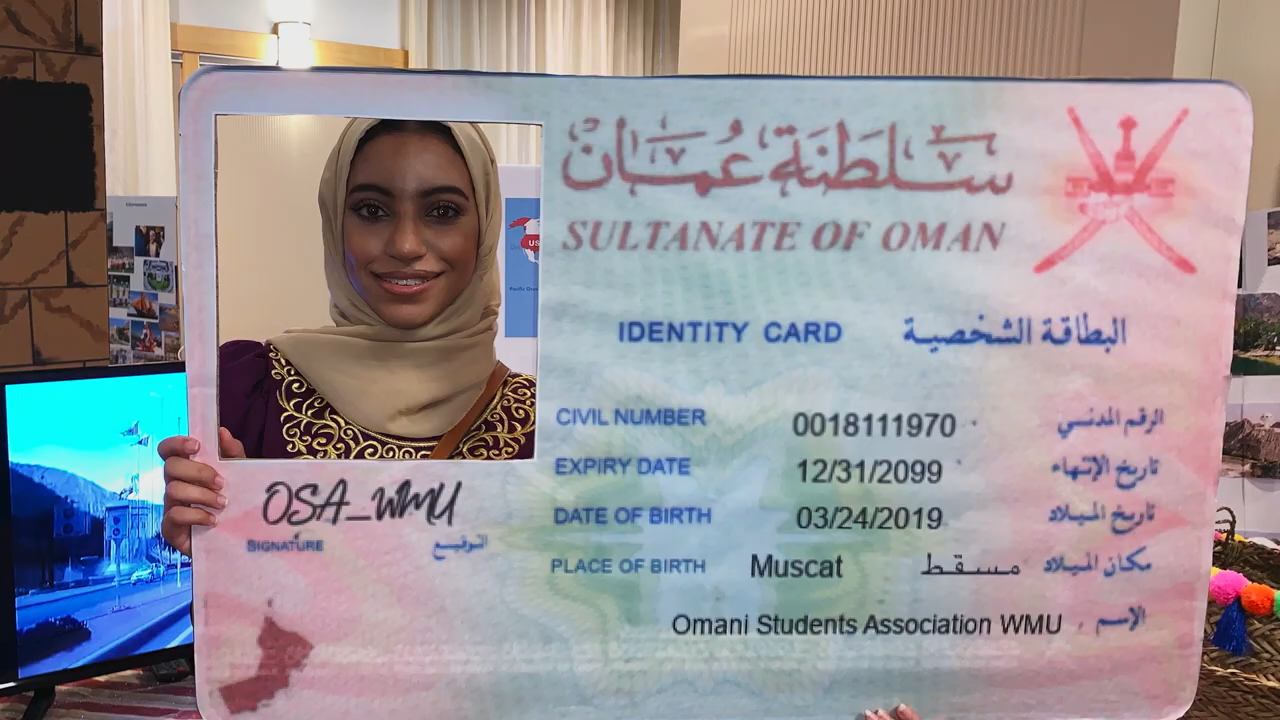 سلطنة عمان
SULTANATE OF OMAN
IDENTITY CARD البطاقة الشخصية
CIVIL NUMBER 0018111970 الرقم المدني
EXPIRY DATE 12/31/2099 تاريخ الإنتهاء
DATE OF BIRTH 03/24/2019 تاريخ الميلاد
PLACE OF BIRTH Muscat مسقط مكان الميلاد
Omani Students Association WMU الإسم
OSA_WMU
SIGNATURE التوقيع
US